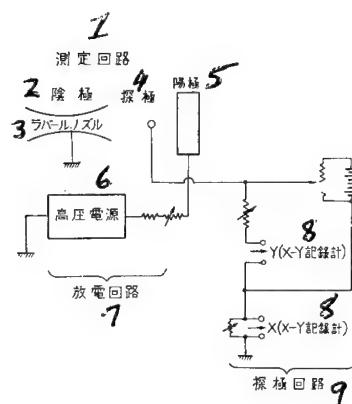 1
測定回路
2 陰極 4 探極 陽極 5
3 ラバール.ノズル
6
高圧電源
放電回路
7
8
Y(X-Y記録計)
8
X(X-Y記録計)
探極回路 9